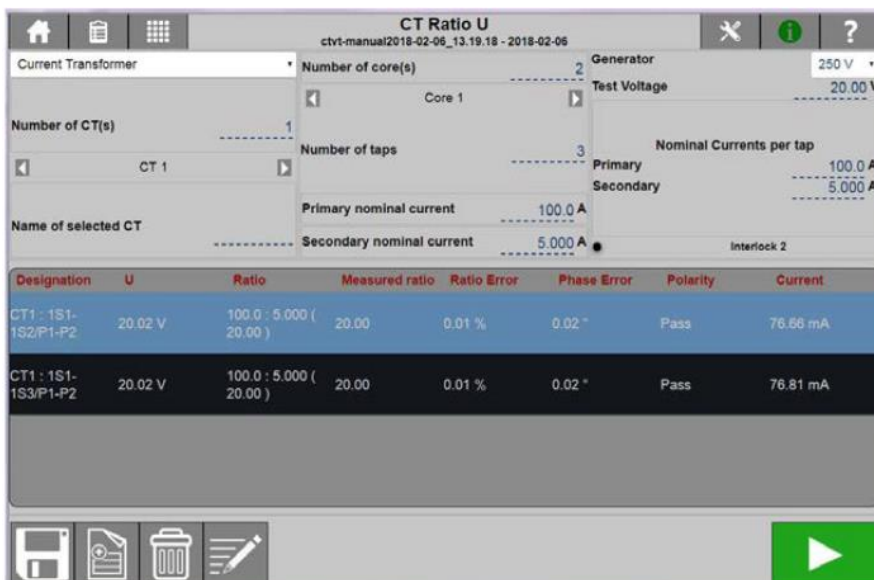 CT Ratio U
ctvt-manual2018-02-06_13.19.18 - 2018-02-06
i
?
Current Transformer
Number of CT(s) 1
CT 1
Name of selected CT
Number of core(s) 2
Core 1
Number of taps 3
Primary nominal current 100.0 A
Secondary nominal current 5.000 A
Generator 250 V
Test Voltage 20.00 V
Nominal Currents per tap
Primary 100.0 A
Secondary 5.000 A
Interlock 2
Designation U Ratio Measured ratio Ratio Error Phase Error Polarity Current
CT1 : 1S1-
1S2/P1-P2 20.02 V 100.0 : 5.000 (
20.00 ) 20.00 0.01 % 0.02 ° Pass 76.66 mA
CT1 : 1S1-
1S3/P1-P2 20.02 V 100.0 : 5.000 (
20.00 ) 20.00 0.01 % 0.02 ° Pass 76.81 mA